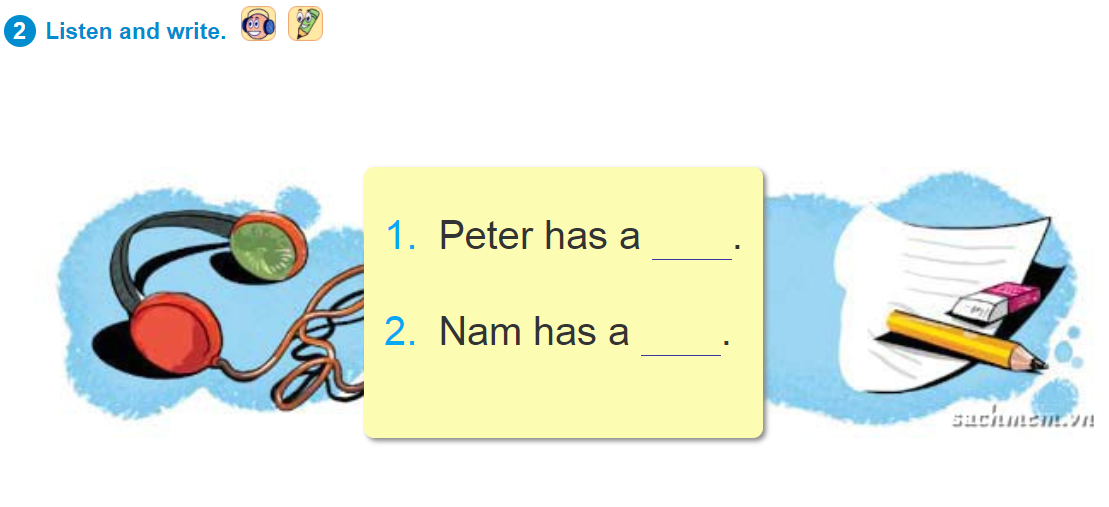 2 Listen and write.
1. Peter has a ____.
2. Nam has a ____.
sachmem.vn